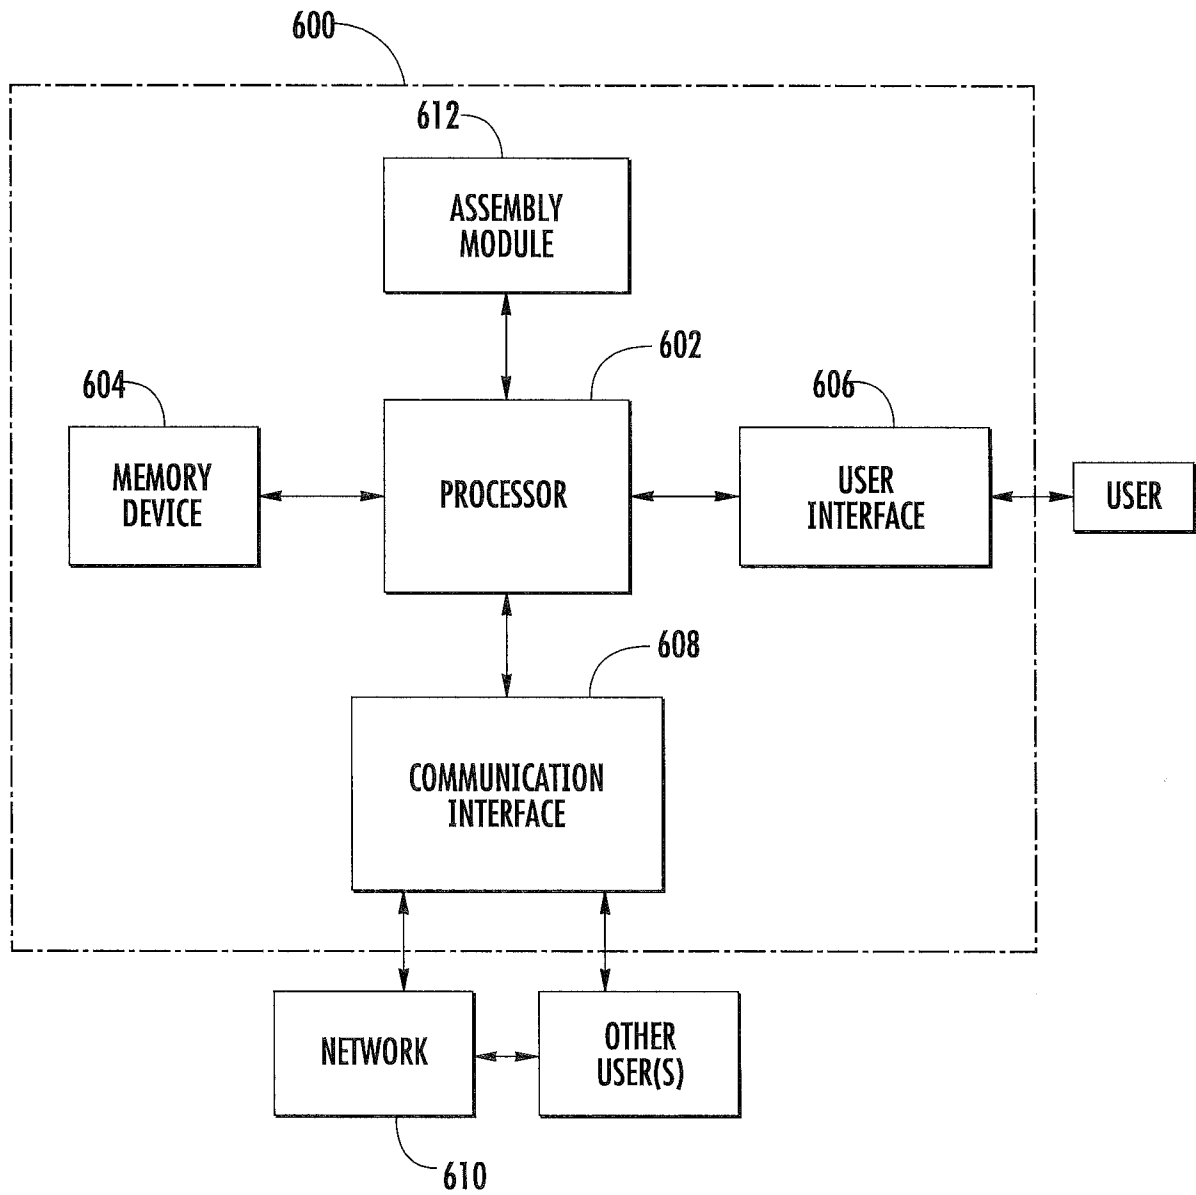 600
612
ASSEMBLY
MODULE
602
604
606
MEMORY
DEVICE
PROCESSOR
USER
INTERFACE
USER
608
COMMUNICATION
INTERFACE
NETWORK
OTHER
USER(S)
610